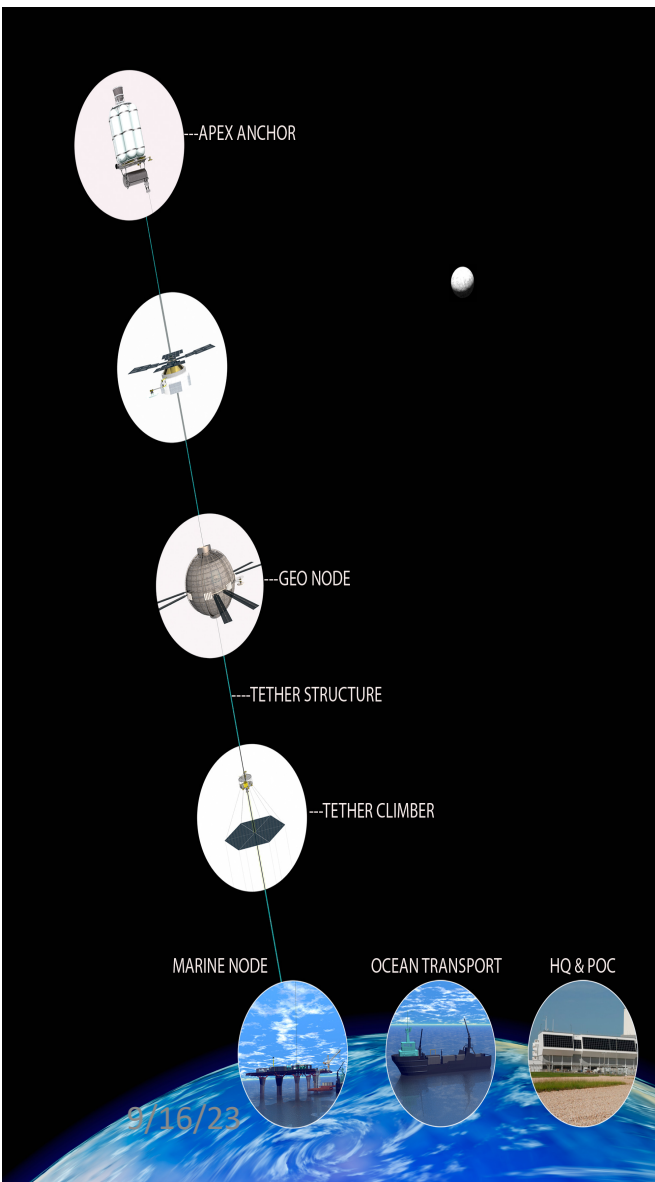 ---APEX ANCHOR
---GEO NODE
----TETHER STRUCTURE
---TETHER CLIMBER
MARINE NODE
OCEAN TRANSPORT
HQ & POC
9/16/23